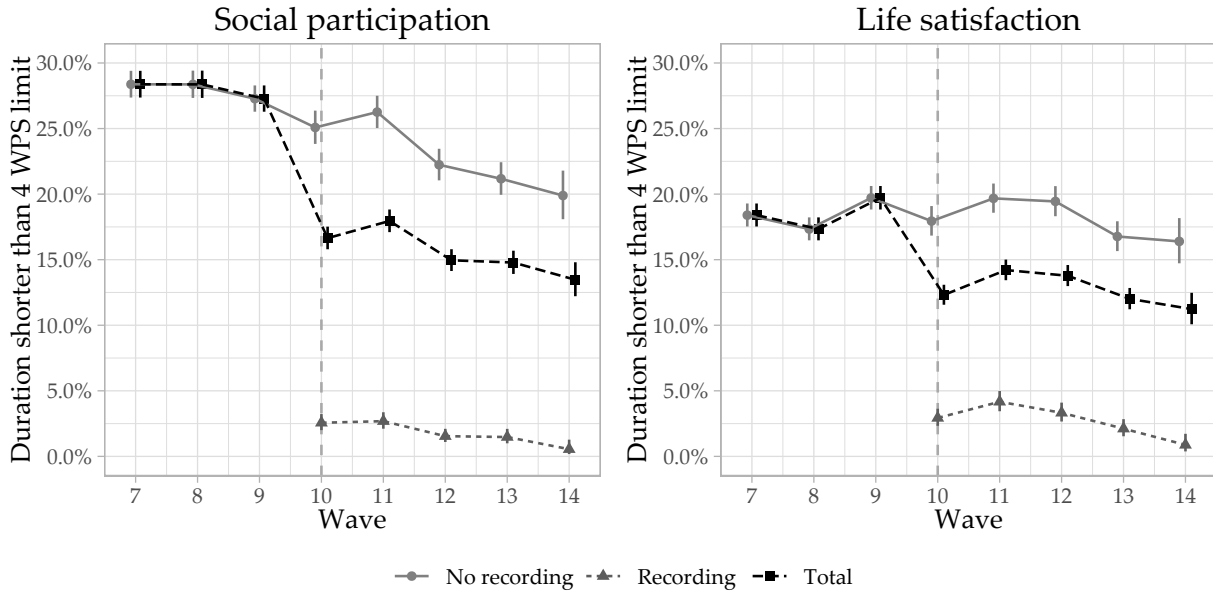 Social participation
Duration shorter than 4 WPS limit
30.0%
25.0%
20.0%
15.0%
10.0%
5.0%
0.0%
7 8 9 10 11 12 13 14
Wave
Life satisfaction
Duration shorter than 4 WPS limit
30.0%
25.0%
20.0%
15.0%
10.0%
5.0%
0.0%
7 8 9 10 11 12 13 14
Wave
No recording Recording Total